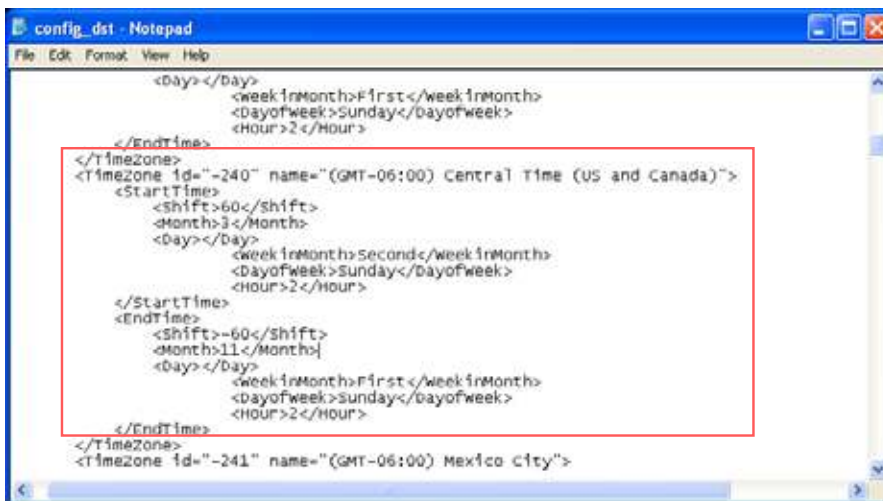 config_dst - Notepad
File Edit Format View Help
<Day></Day>
<WeekInMonth>First</WeekInMonth>
<DayofWeek>Sunday</DayofWeek>
<Hour>2</Hour>
</EndTime>
</TimeZone>
<TimeZone id="-240" name="(GMT-06:00) Central Time (US and Canada)">
<StartTime>
<Shift>60</Shift>
<Month>3</Month>
<Day></Day>
<WeekInMonth>Second</WeekInMonth>
<DayofWeek>Sunday</DayofWeek>
<Hour>2</Hour>
</StartTime>
<EndTime>
<Shift>-60</Shift>
<Month>11</Month>
<Day></Day>
<WeekInMonth>First</WeekInMonth>
<DayofWeek>Sunday</DayofWeek>
<Hour>2</Hour>
</EndTime>
</TimeZone>
<TimeZone id="-241" name="(GMT-06:00) Mexico City">